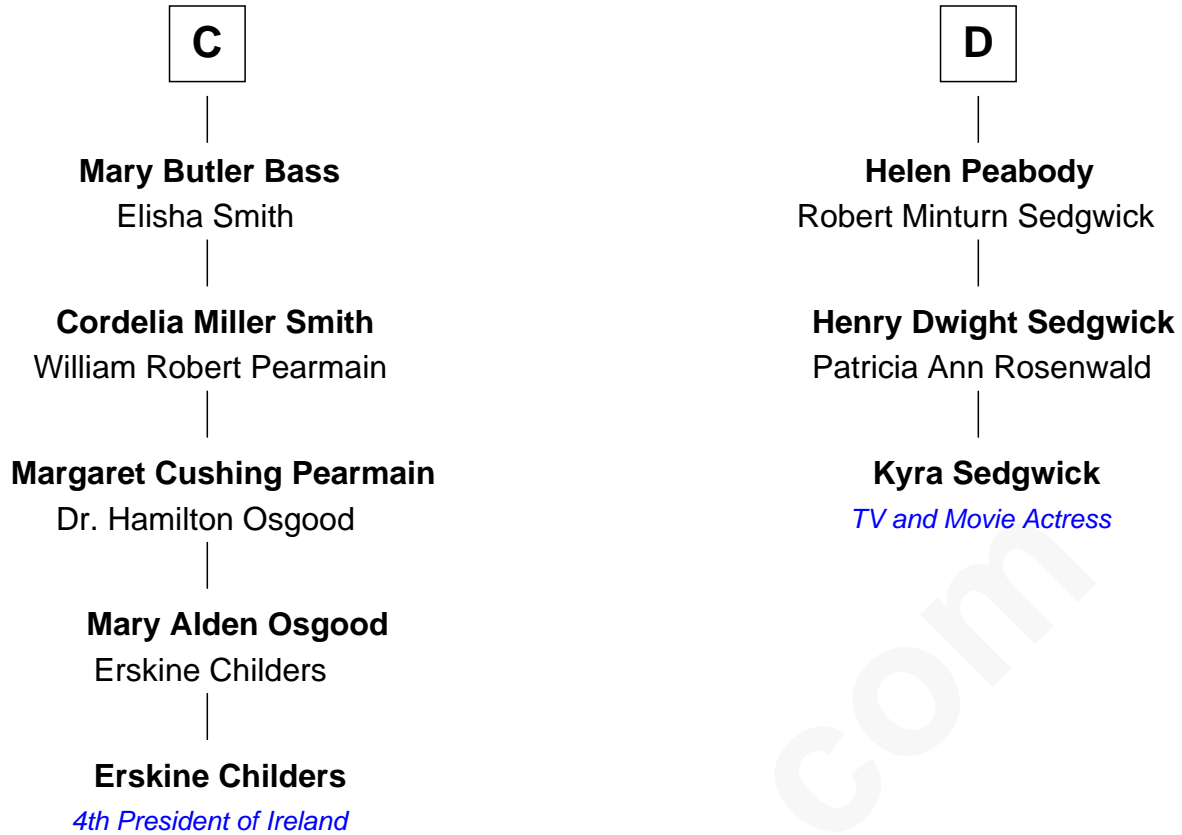 C
Mary Butler Bass
Elisha Smith
Cordelia Miller Smith
William Robert Pearmain
Margaret Cushing Pearmain
Dr. Hamilton Osgood
Mary Alden Osgood
Erskine Childers
Erskine Childers
4th President of Ireland
D
Helen Peabody
Robert Minturn Sedgwick
Henry Dwight Sedgwick
Patricia Ann Rosenwald
Kyra Sedgwick
TV and Movie Actress
com